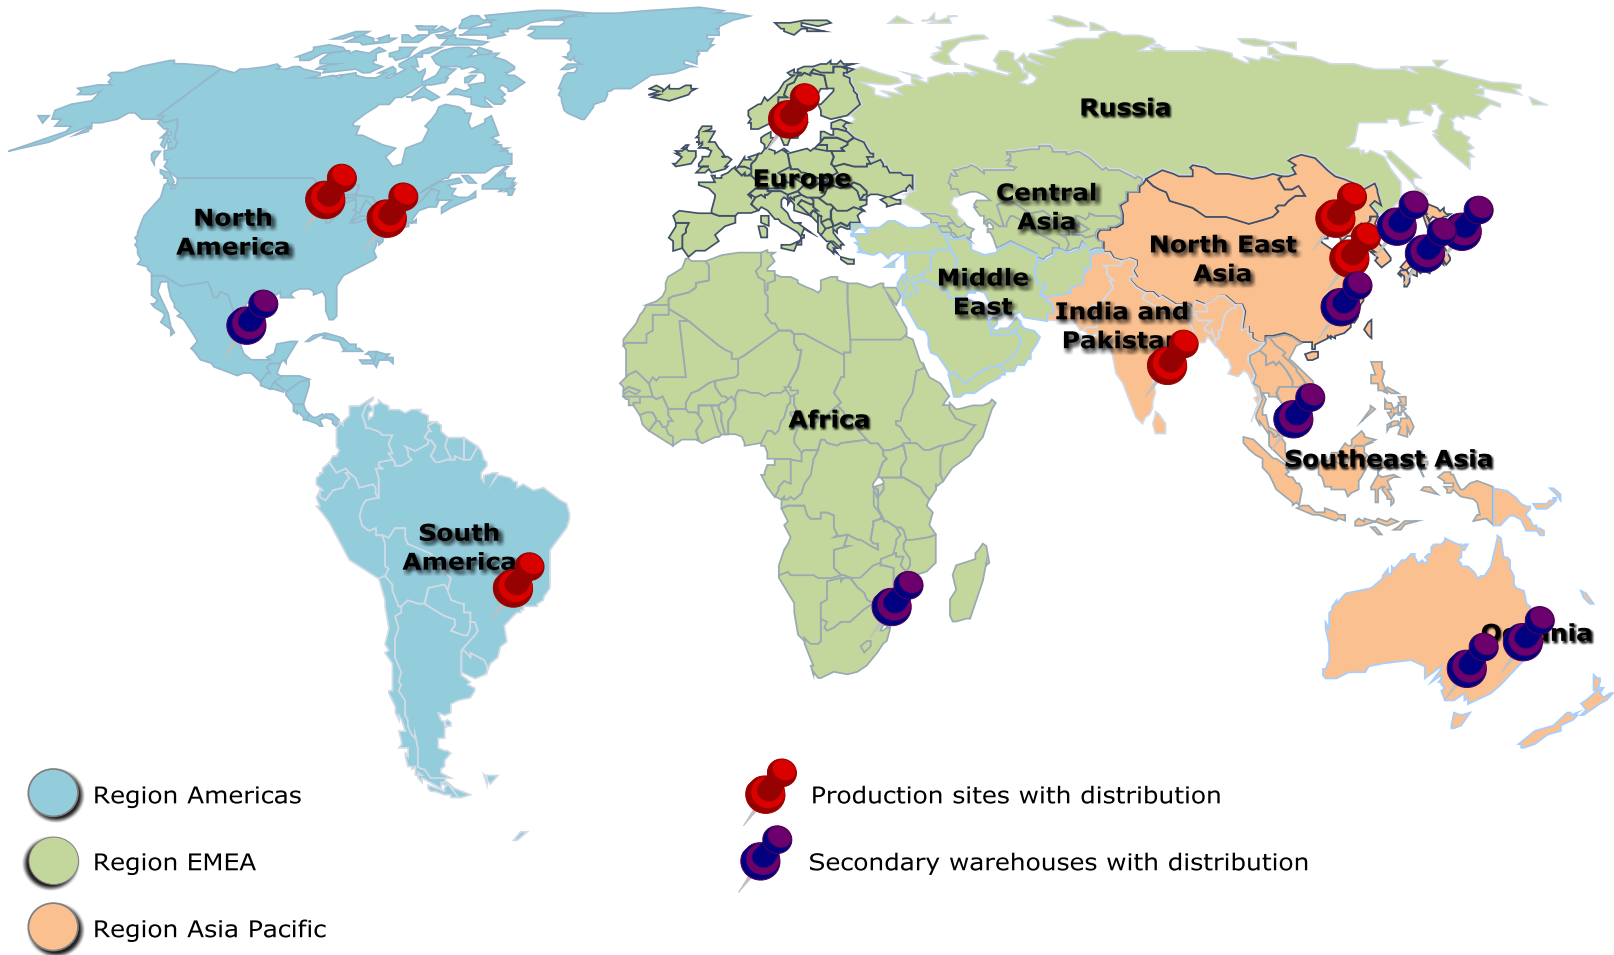 Russia
Europe
Central
Asia
North
America
North East
Asia
Middle
East
India and
Pakistan
Africa
Southeast Asia
South
America
Oceania
Region Americas
Region EMEA
Region Asia Pacific
Production sites with distribution
Secondary warehouses with distribution